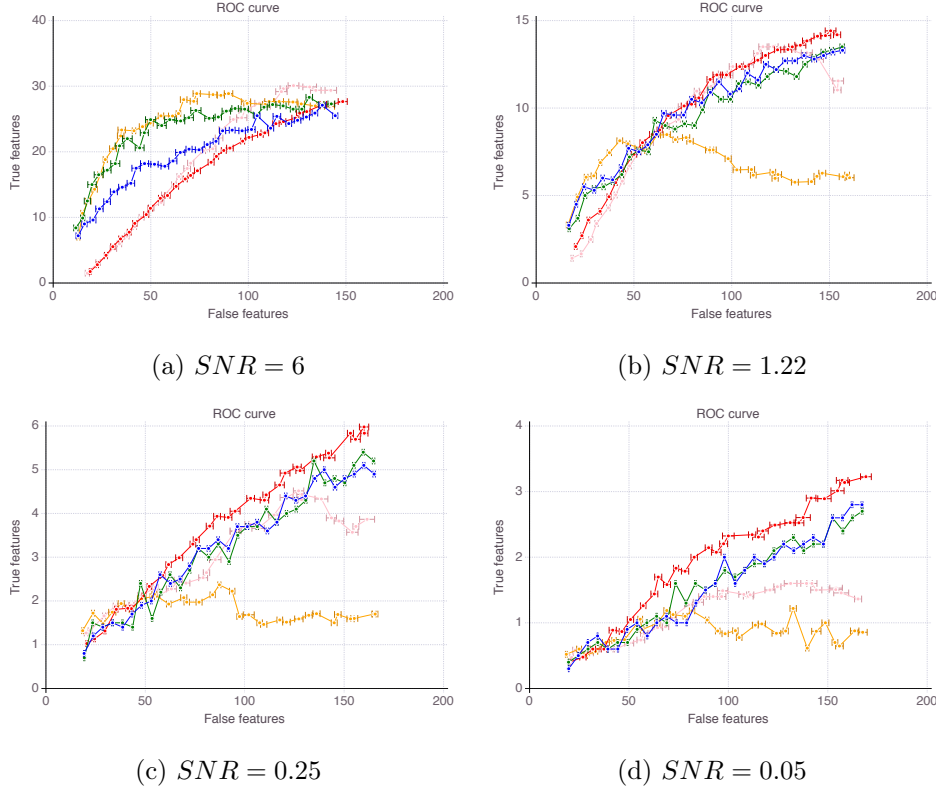 ROC curve
40
30
20
10
0
True features
0 50 100 150 200
False features
(a) SNR = 6
ROC curve
15
10
5
0
True features
0 50 100 150 200
False features
(b) SNR = 1.22
ROC curve
6
5
4
3
2
1
0
True features
0 50 100 150 200
False features
(c) SNR = 0.25
ROC curve
4
3
2
1
0
True features
0 50 100 150 200
False features
(d) SNR = 0.05